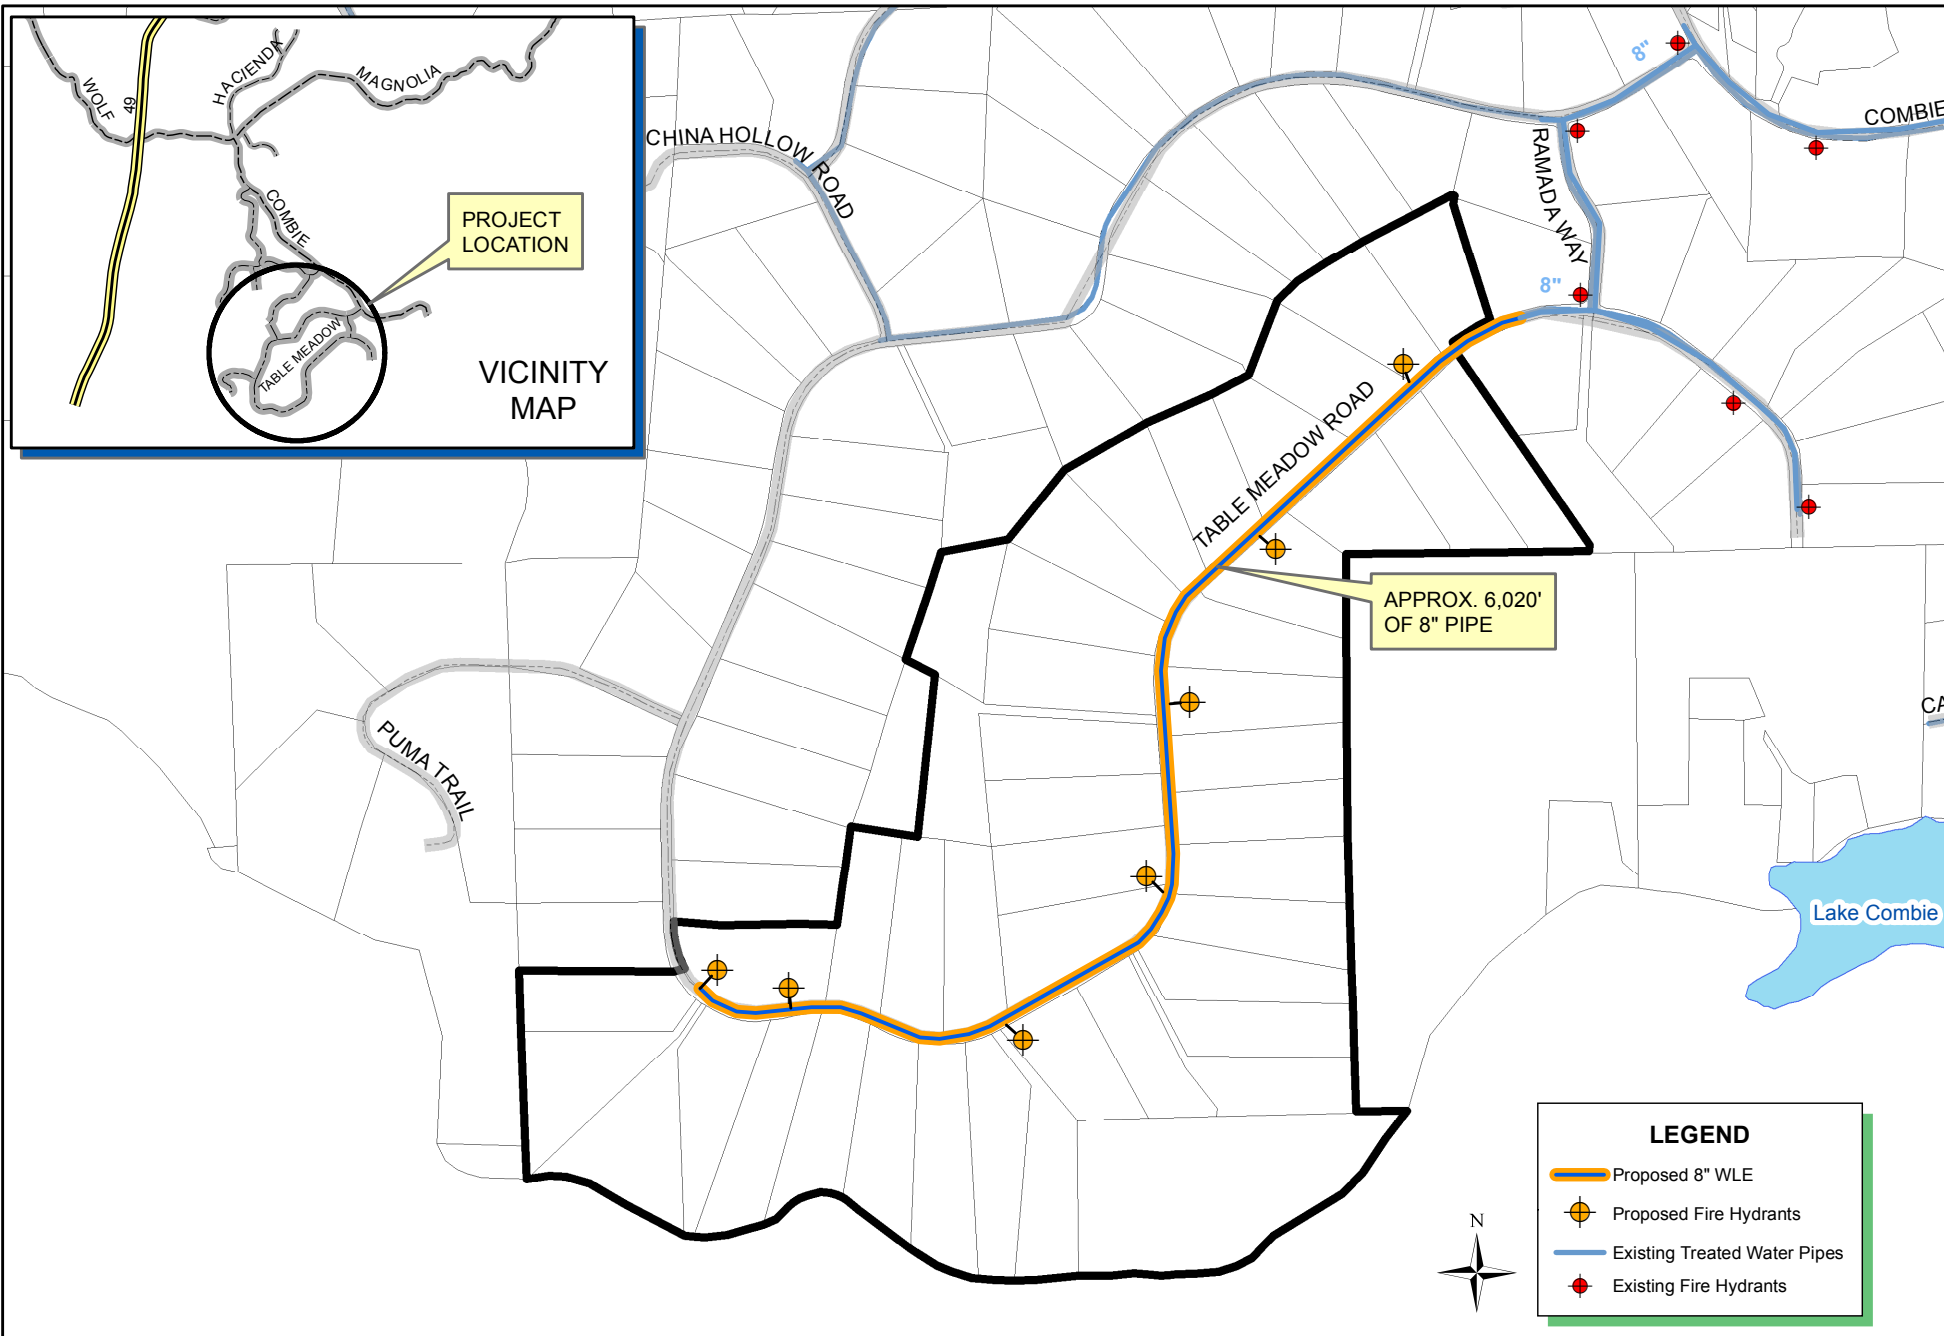 WOLF
49
HACIENDA
MAGNOLIA
COMBIE
PROJECT
LOCATION
TABLE MEADOW
VICINITY
MAP
CHINA HOLLOW ROAD
8"
COMBIE
RAMADA WAY
8"
TABLE MEADOW ROAD
APPROX. 6,020'
OF 8" PIPE
PUMA TRAIL
CA
Lake Combie
N
LEGEND
Proposed 8" WLE
Proposed Fire Hydrants
Existing Treated Water Pipes
Existing Fire Hydrants